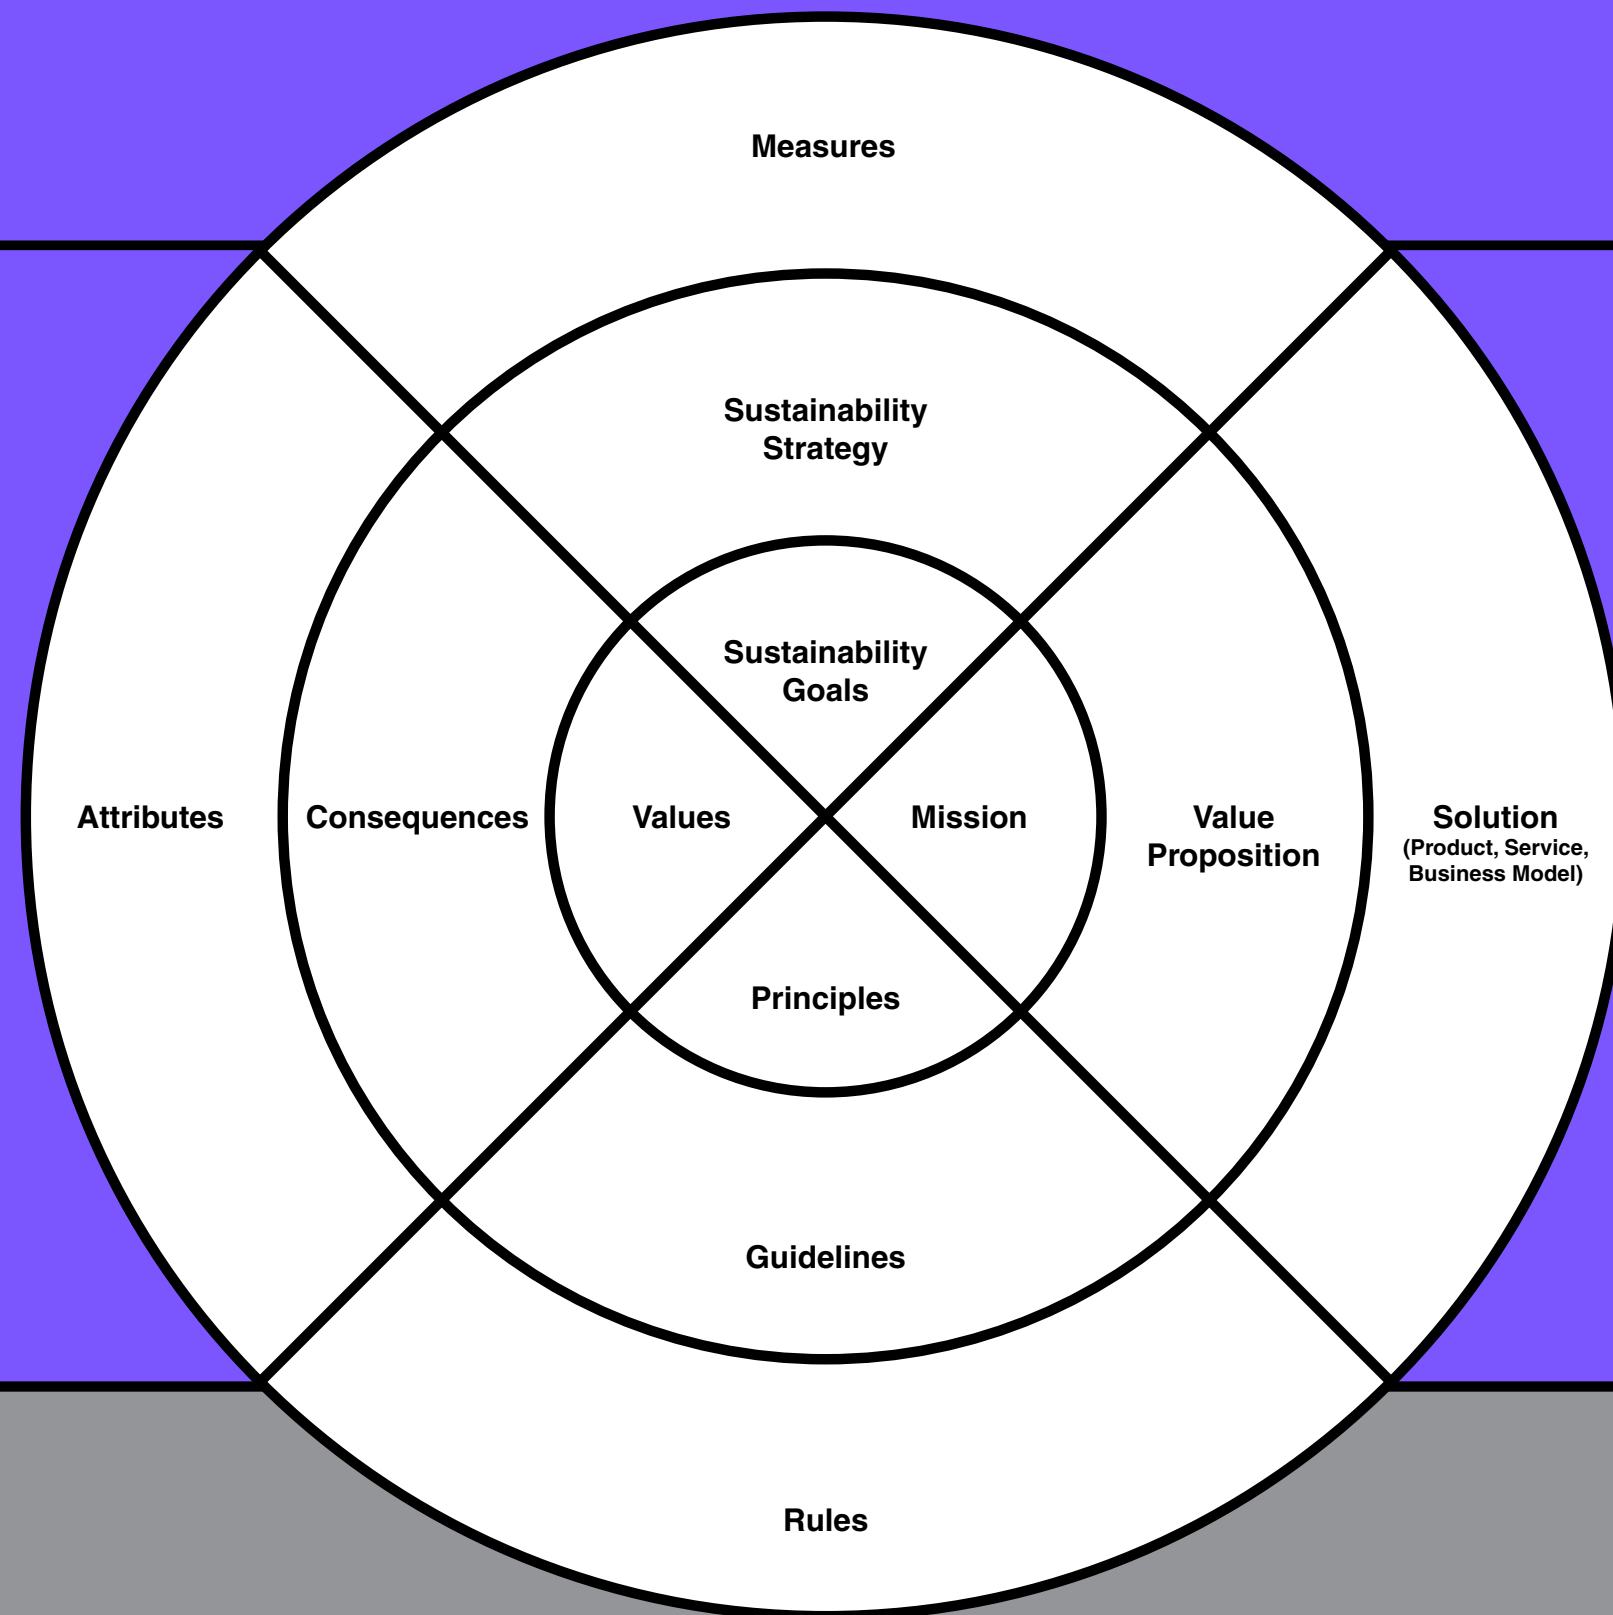 Measures
Sustainability
Strategy
Sustainability
Goals
Attributes
Consequences
Values
Mission
Value
Proposition
Solution
(Product, Service,
Business Model)
Principles
Guidelines
Rules